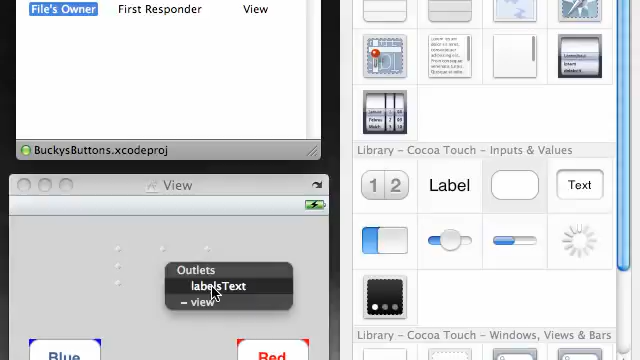 File's Owner First Responder View
BuckysButtons.xcodeproj
View
Outlets
labelsText
view
Blue
Red
Library – Cocoa Touch – Inputs & Values
1 2
Label
Text
Library – Cocoa Touch – Windows, Views & Bars